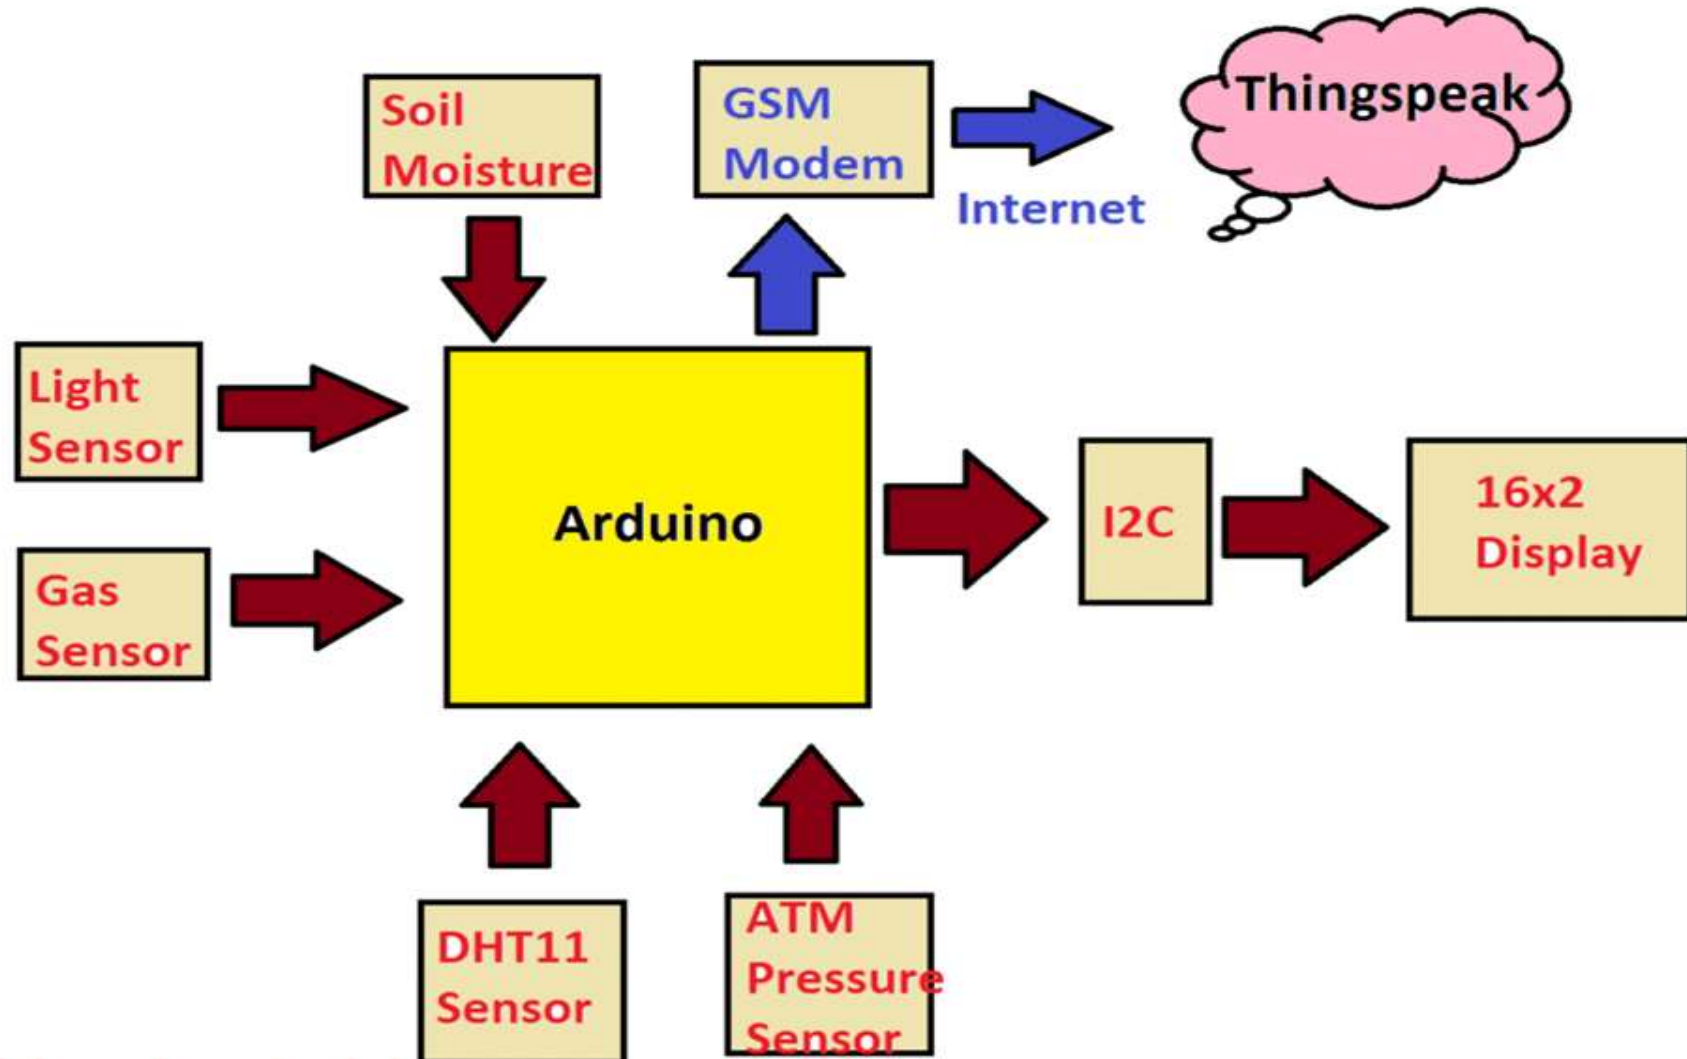 Soil
Moisture
GSM
Modem
Internet
Thingspeak
Light
Sensor
Gas
Sensor
Arduino
I2C
16x2
Display
DHT11
Sensor
ATM
Pressure
Sensor